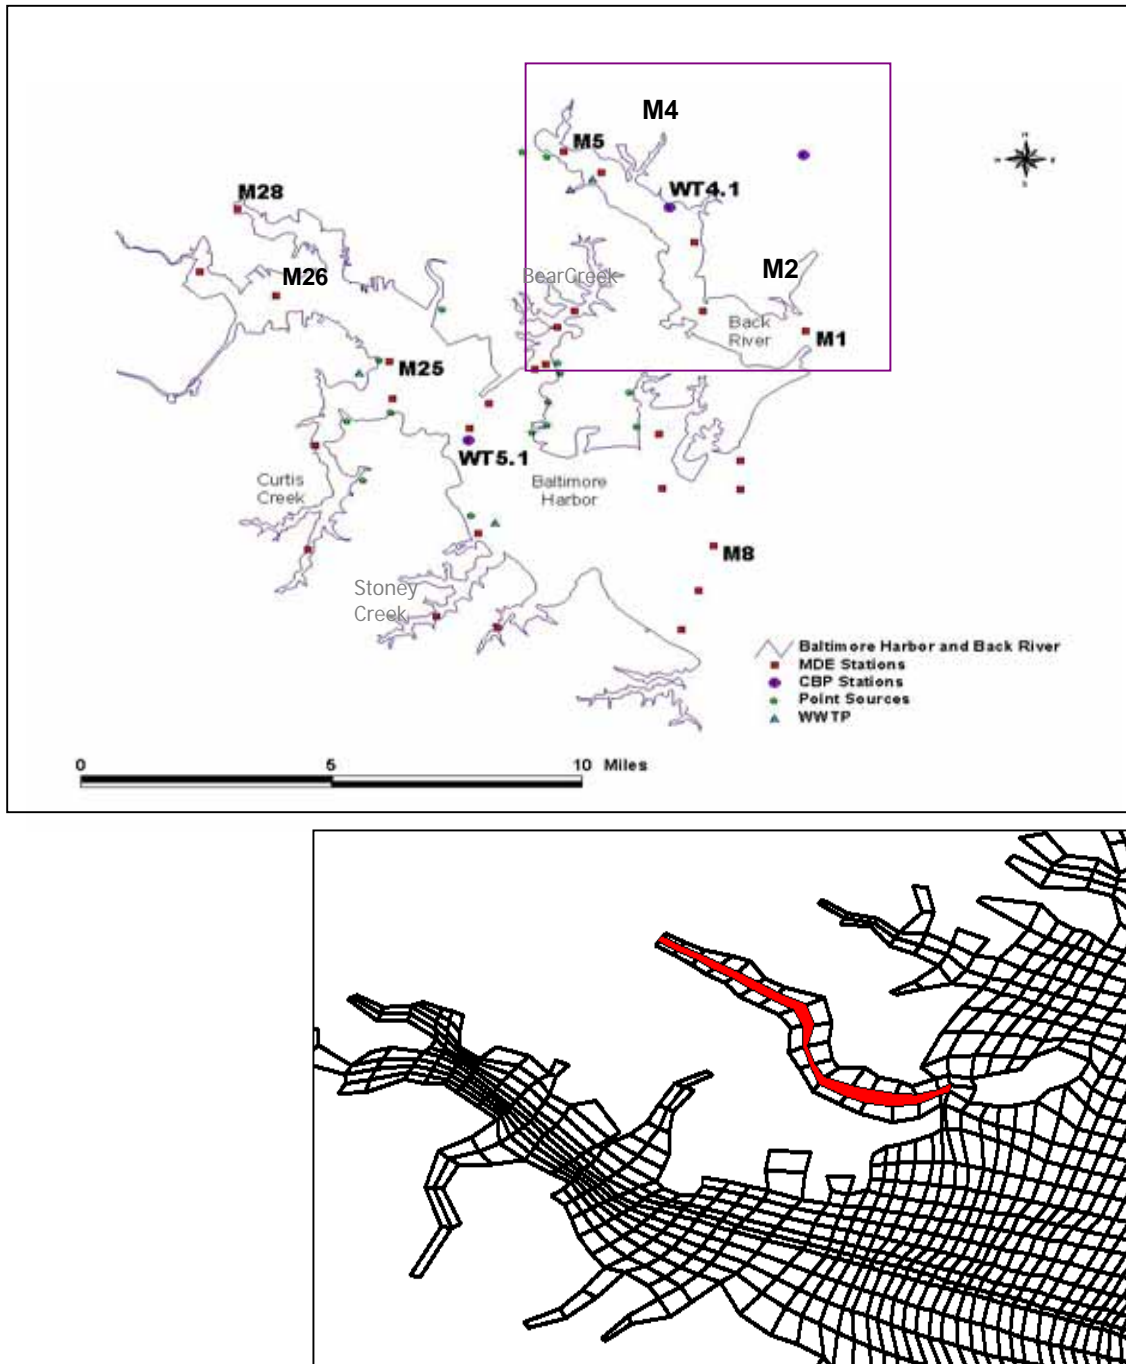 M4
M5
WT4.1
M28
M26
BearCreek
M2
Back
River
M1
M25
WT5.1
Curtis
Creek
Baltimore
Harbor
M8
Stoney
Creek
Baltimore Harbor and Back River
MDE Stations
CBP Stations
Point Sources
WWTP
0 5 10 Miles